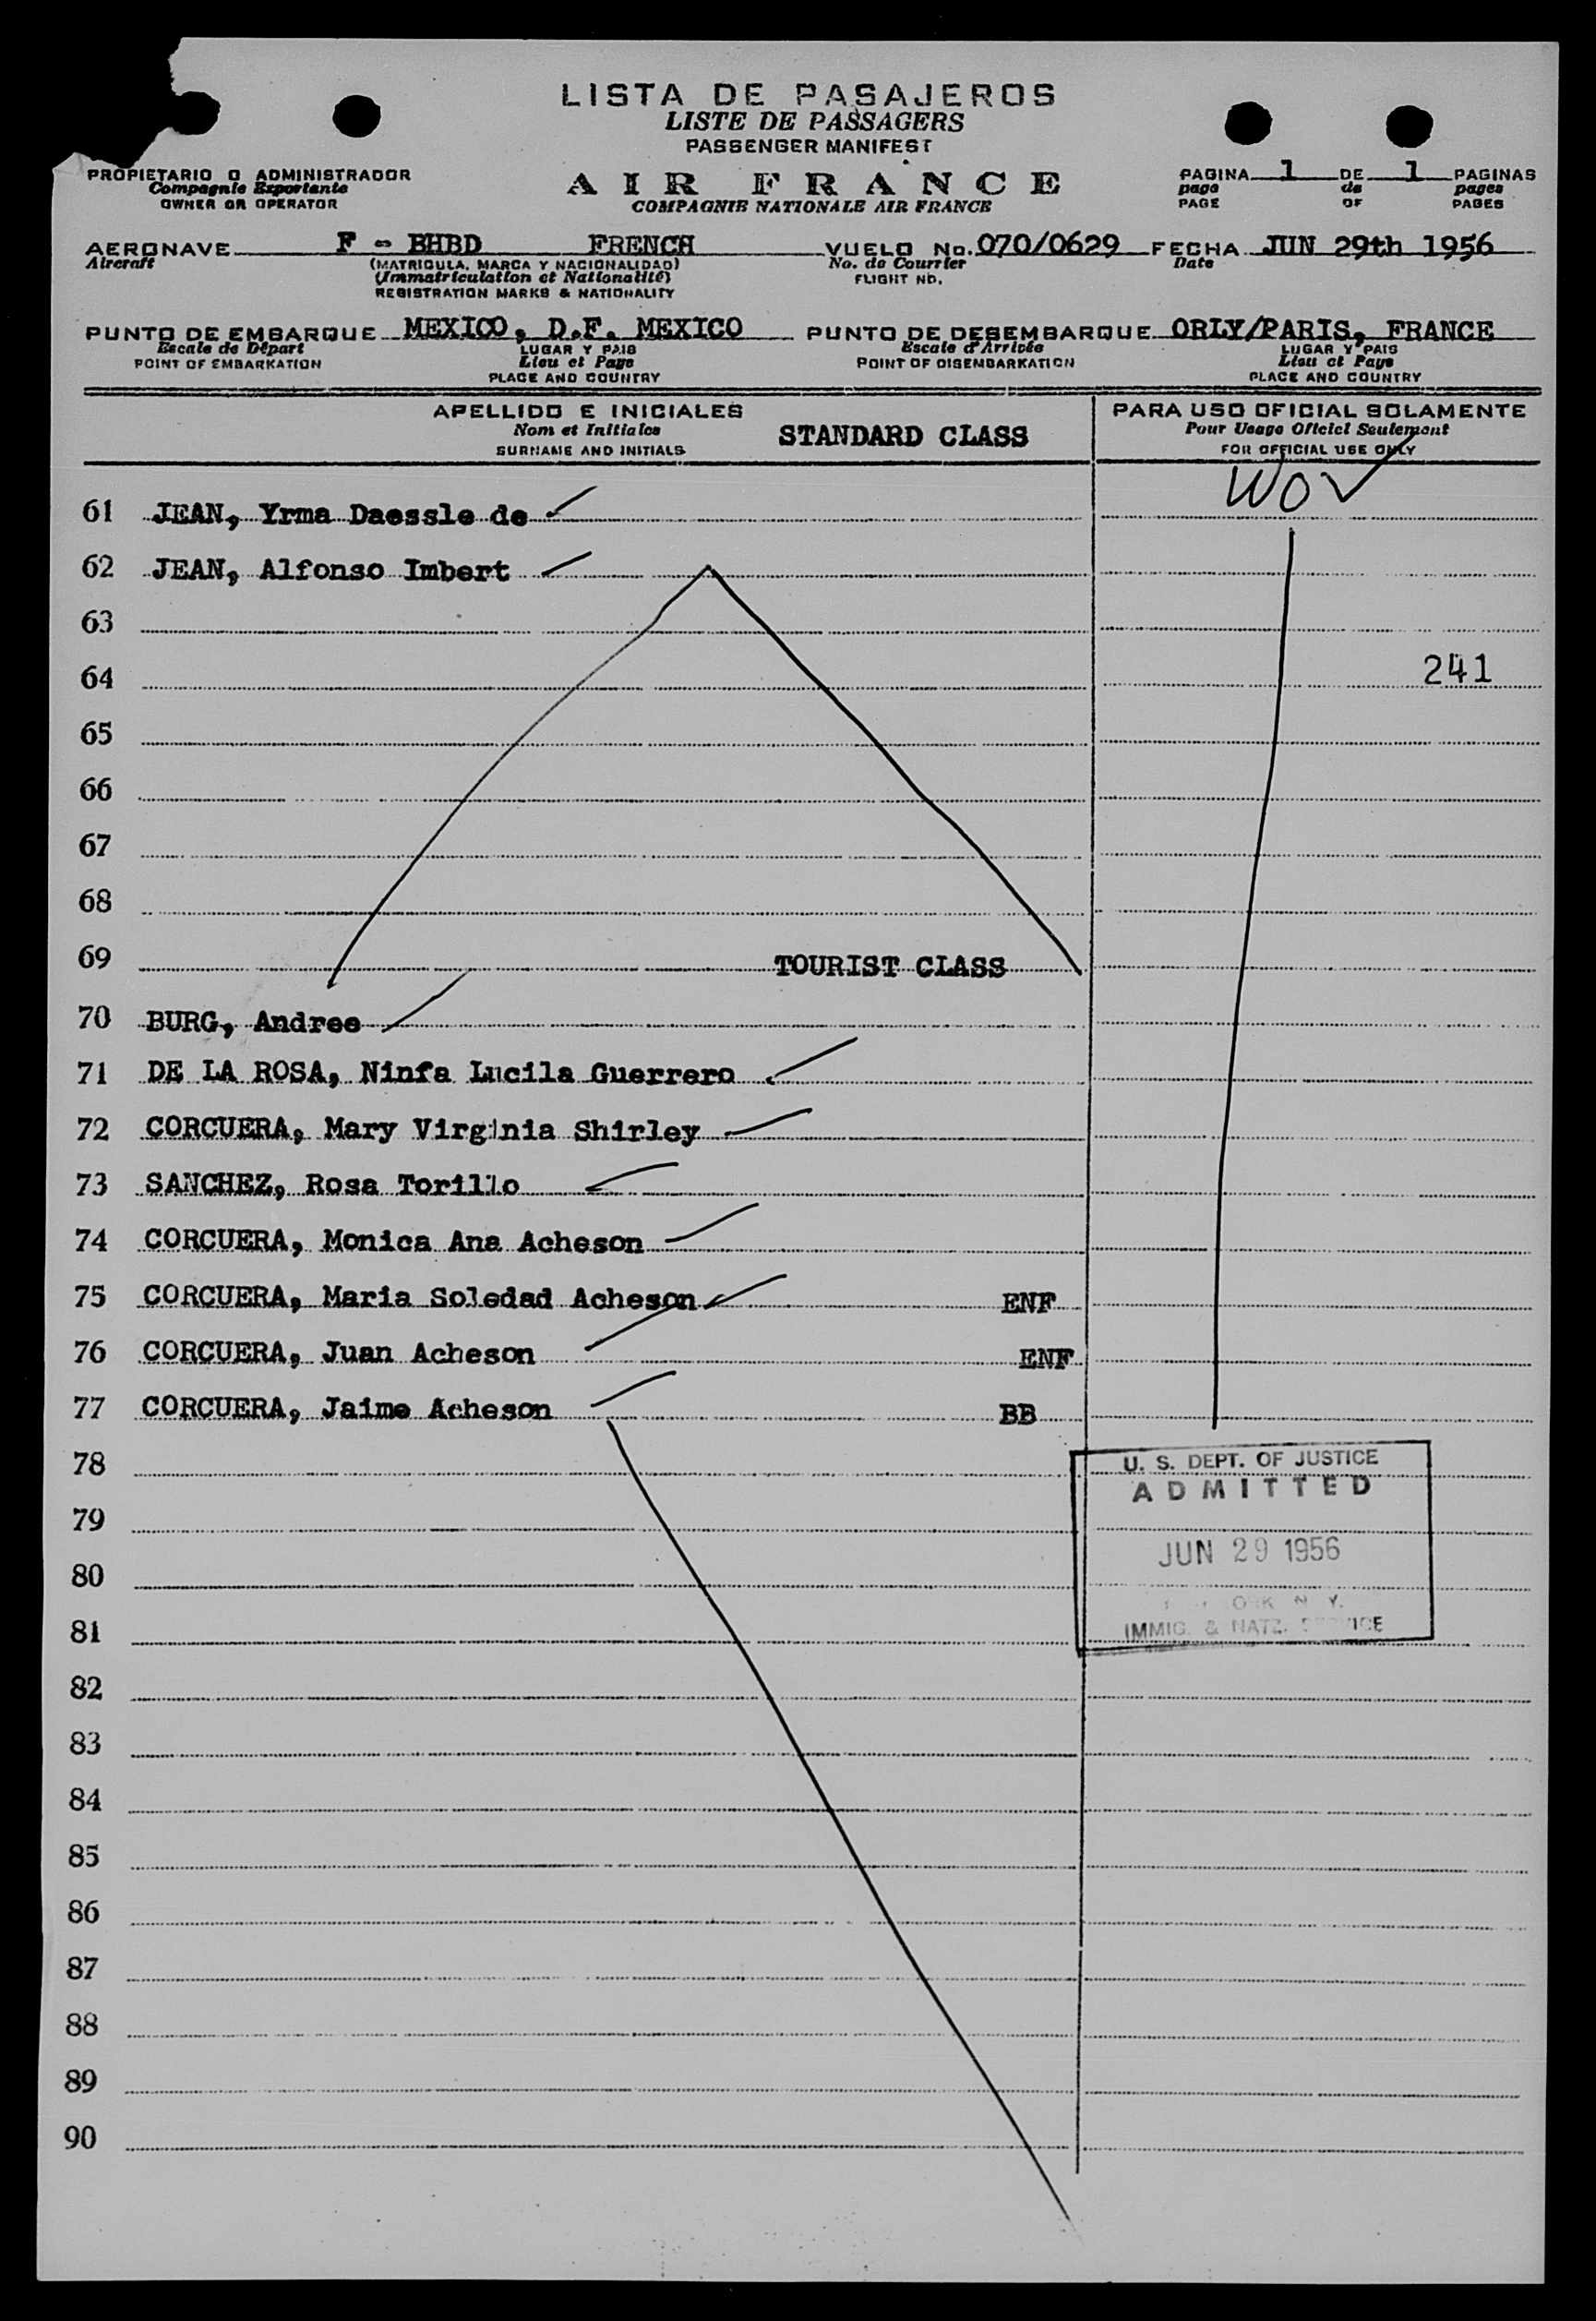 LISTA DE PASAJEROS
LISTE DE PASSAGERS
PASSENGER MANIFEST
PROPIETARIO O ADMINISTRADOR
Compagnie Exportante
OWNER OR OPERATOR
AIR FRANCE
COMPAGNIE NATIONALE AIR FRANCE
PAGINA 1 DE 1 PAGINAS
page de pages
PAGE OF PAGES
AERONAVE F - BHBD FRENCH VUELO No. 070/0629 FECHA JUN 29th 1956
Aircraft (MATRICULA, MARCA Y NACIONALIDAD) No. de Courrier Date
(Immatriculation et Nationalité) FLIGHT NO.
REGISTRATION MARKS & NATIONALITY
PUNTO DE EMBARQUE MEXICO, D.F. MEXICO PUNTO DE DESEMBARQUE ORLY/PARIS, FRANCE
Escale de Départ LUGAR Y PAIS Escale d'Arrivée LUGAR Y PAIS
POINT OF EMBARKATION Lieu et Pays POINT OF DISEMBARKATION Lieu et Pays
PLACE AND COUNTRY PLACE AND COUNTRY
APELLIDO E INICIALES PARA USO OFICIAL SOLAMENTE
Nom et Initiales STANDARD CLASS Pour Usage Officiel Seulement
SURNAME AND INITIALS FOR OFFICIAL USE ONLY
WO
61 JEAN, Yrma Daessle de
62 JEAN, Alfonso Imbert
63
64 241
65
66
67
68
69 TOURIST CLASS
70 BURG, Andree
71 DE LA ROSA, Ninfa Lucila Guerrero
72 CORCUERA, Mary Virginia Shirley
73 SANCHEZ, Rosa Torillo
74 CORCUERA, Monica Ana Acheson
75 CORCUERA, Maria Soledad Acheson ENF
76 CORCUERA, Juan Acheson ENF
77 CORCUERA, Jaime Acheson BB
78
U. S. DEPT. OF JUSTICE
ADMITTED
79
JUN 29 1956
80
N. Y.
81
IMMIG. & NATZ. SERVICE
82
83
84
85
86
87
88
89
90